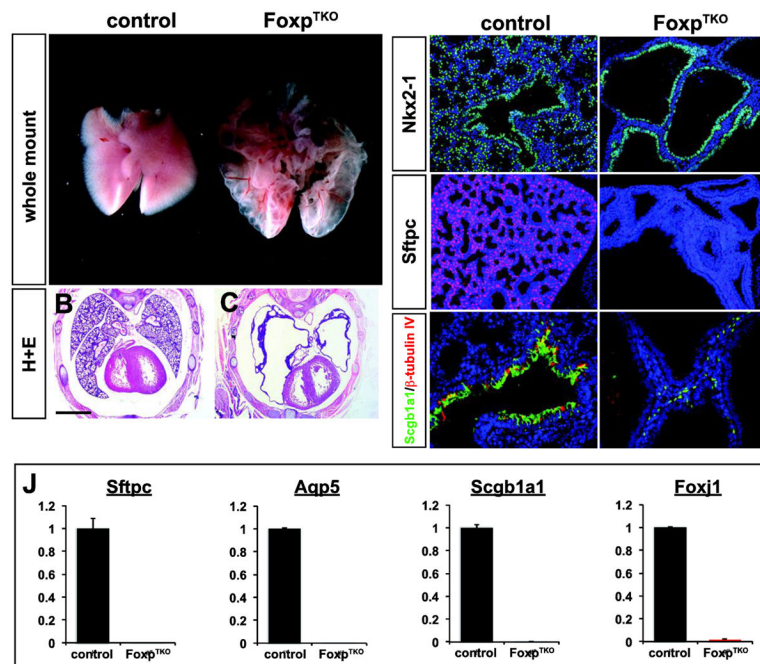 control
Foxp^TKO
whole mount
B
C
H+E
control
Foxp^TKO
Nkx2-1
Sftpc
Scgb1a1/β-tubulin IV
J
Sftpc
1.2
1
0.8
0.6
0.4
0.2
0
control Foxp^TKO
Aqp5
1.2
1
0.8
0.6
0.4
0.2
0
control Foxp^TKO
Scgb1a1
1.2
1
0.8
0.6
0.4
0.2
0
control Foxp^TKO
Foxj1
1.2
1
0.8
0.6
0.4
0.2
0
control Foxp^TKO